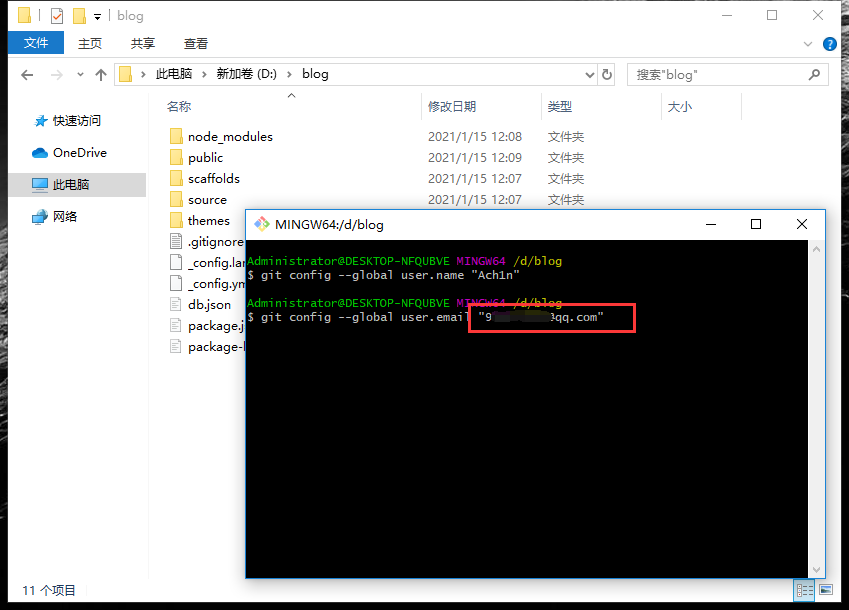 blog
文件 主页 共享 查看
此电脑 新加卷 (D:) blog
搜索"blog"
名称 修改日期 类型 大小
快速访问
OneDrive
此电脑
网络
node_modules 2021/1/15 12:08 文件夹
public 2021/1/15 12:09 文件夹
scaffolds 2021/1/15 12:07 文件夹
source 2021/1/15 12:07 文件夹
themes
.gitignore
_config.lan
_config.ym
db.json
package.j
package-l
MINGW64:/d/blog
Administrator@DESKTOP-NFQUBVE MINGW64 /d/blog
$ git config --global user.name "Ach1n"
Administrator@DESKTOP-NFQUBVE MINGW64 /d/blog
$ git config --global user.email "9 @qq.com"
11 个项目